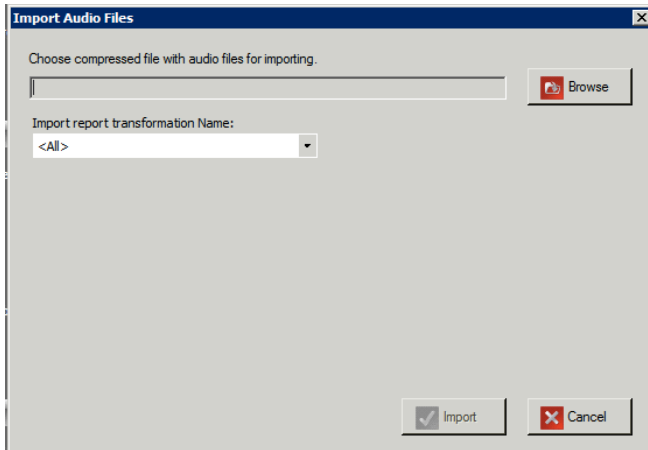 Import Audio Files
Choose compressed file with audio files for importing.
Browse
Import report transformation Name:
<All>
Import
Cancel